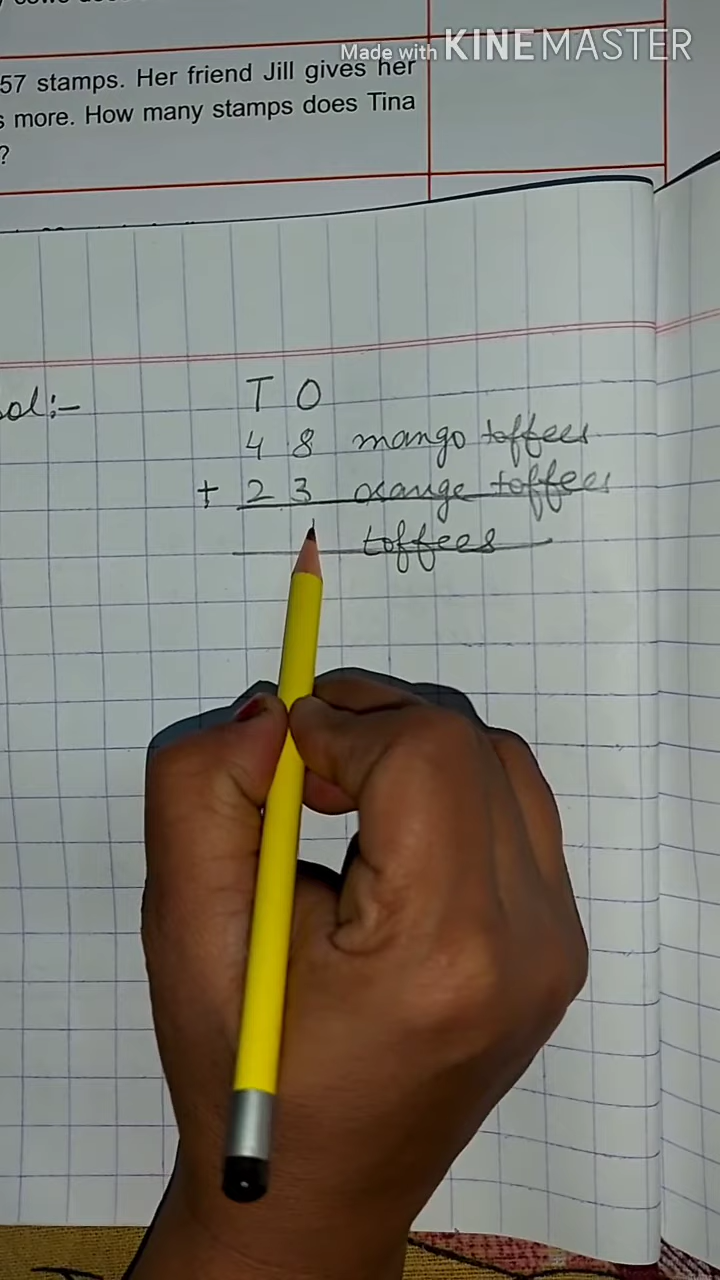 Made with KINEMASTER
57 stamps. Her friend Jill gives her
more. How many stamps does Tina
?
ol:-
T O
4 8 mango toffees
+ 2 3 orange toffees
toffees